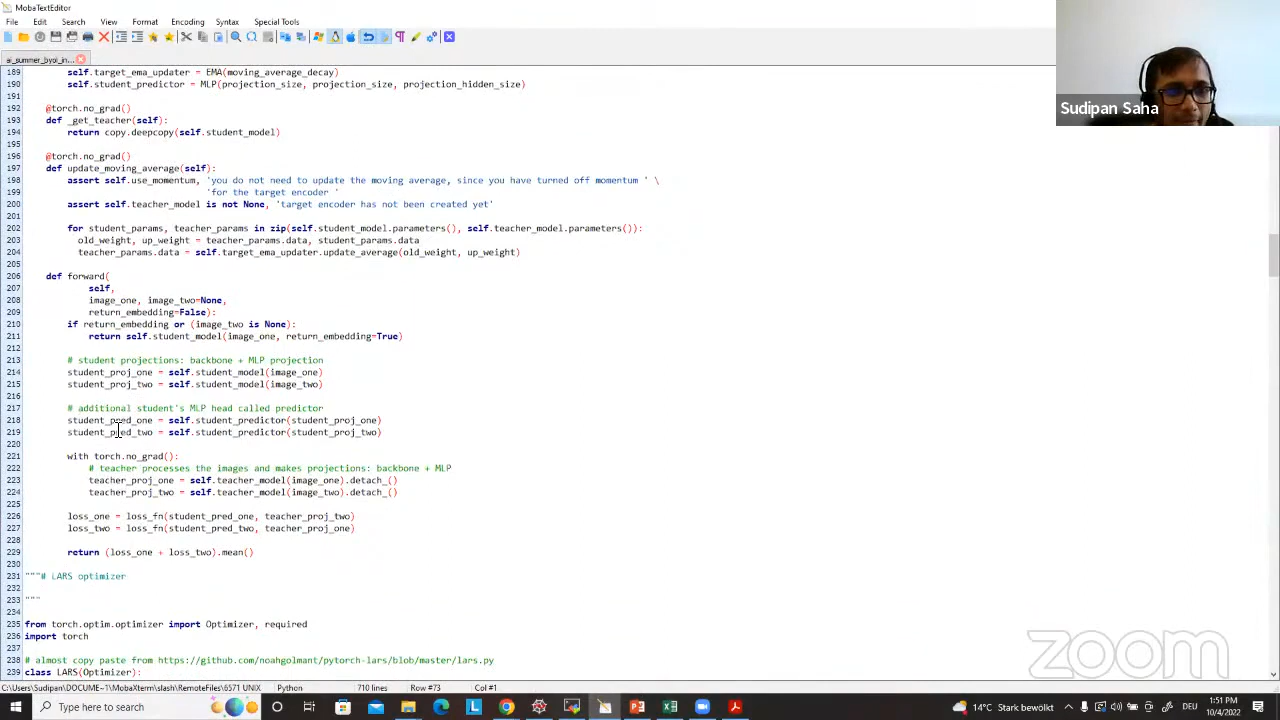 MobaTextEditor
File Edit Search View Format Encoding Syntax Special Tools
ai_summer_byol_in...
189 self.target_ema_updater = EMA(moving_average_decay)
190 self.student_predictor = MLP(projection_size, projection_size, projection_hidden_size)
191
192 @torch.no_grad()
193 def _get_teacher(self):
194 return copy.deepcopy(self.student_model)
195
196 @torch.no_grad()
197 def update_moving_average(self):
198 assert self.use_momentum, 'you do not need to update the moving average, since you have turned off momentum ' \
199 'for the target encoder '
200 assert self.teacher_model is not None, 'target encoder has not been created yet'
201
202 for student_params, teacher_params in zip(self.student_model.parameters(), self.teacher_model.parameters()):
203 old_weight, up_weight = teacher_params.data, student_params.data
204 teacher_params.data = self.target_ema_updater.update_average(old_weight, up_weight)
205
206 def forward(
207 self,
208 image_one, image_two=None,
209 return_embedding=False):
210 if return_embedding or (image_two is None):
211 return self.student_model(image_one, return_embedding=True)
212
213 # student projections: backbone + MLP projection
214 student_proj_one = self.student_model(image_one)
215 student_proj_two = self.student_model(image_two)
216
217 # additional student's MLP head called predictor
218 student_pred_one = self.student_predictor(student_proj_one)
219 student_pred_two = self.student_predictor(student_proj_two)
220
221 with torch.no_grad():
222 # teacher processes the images and makes projections: backbone + MLP
223 teacher_proj_one = self.teacher_model(image_one).detach_()
224 teacher_proj_two = self.teacher_model(image_two).detach_()
225
226 loss_one = loss_fn(student_pred_one, teacher_proj_two)
227 loss_two = loss_fn(student_pred_two, teacher_proj_one)
228
229 return (loss_one + loss_two).mean()
230
231 """# LARS optimizer
232
233 """
234
235 from torch.optim.optimizer import Optimizer, required
236 import torch
237
238 # almost copy paste from https://github.com/noahgolmant/pytorch-lars/blob/master/lars.py
239 class LARS(Optimizer):
C:\Users\Sudipan\DOCUME~1\MobaXterm\slash\RemoteFiles\6571 UNIX Python 710 lines Row #73 Col #1
Sudipan Saha
zoom
Type here to search
14°C Stark bewölkt
DEU
1:51 PM
10/4/2022